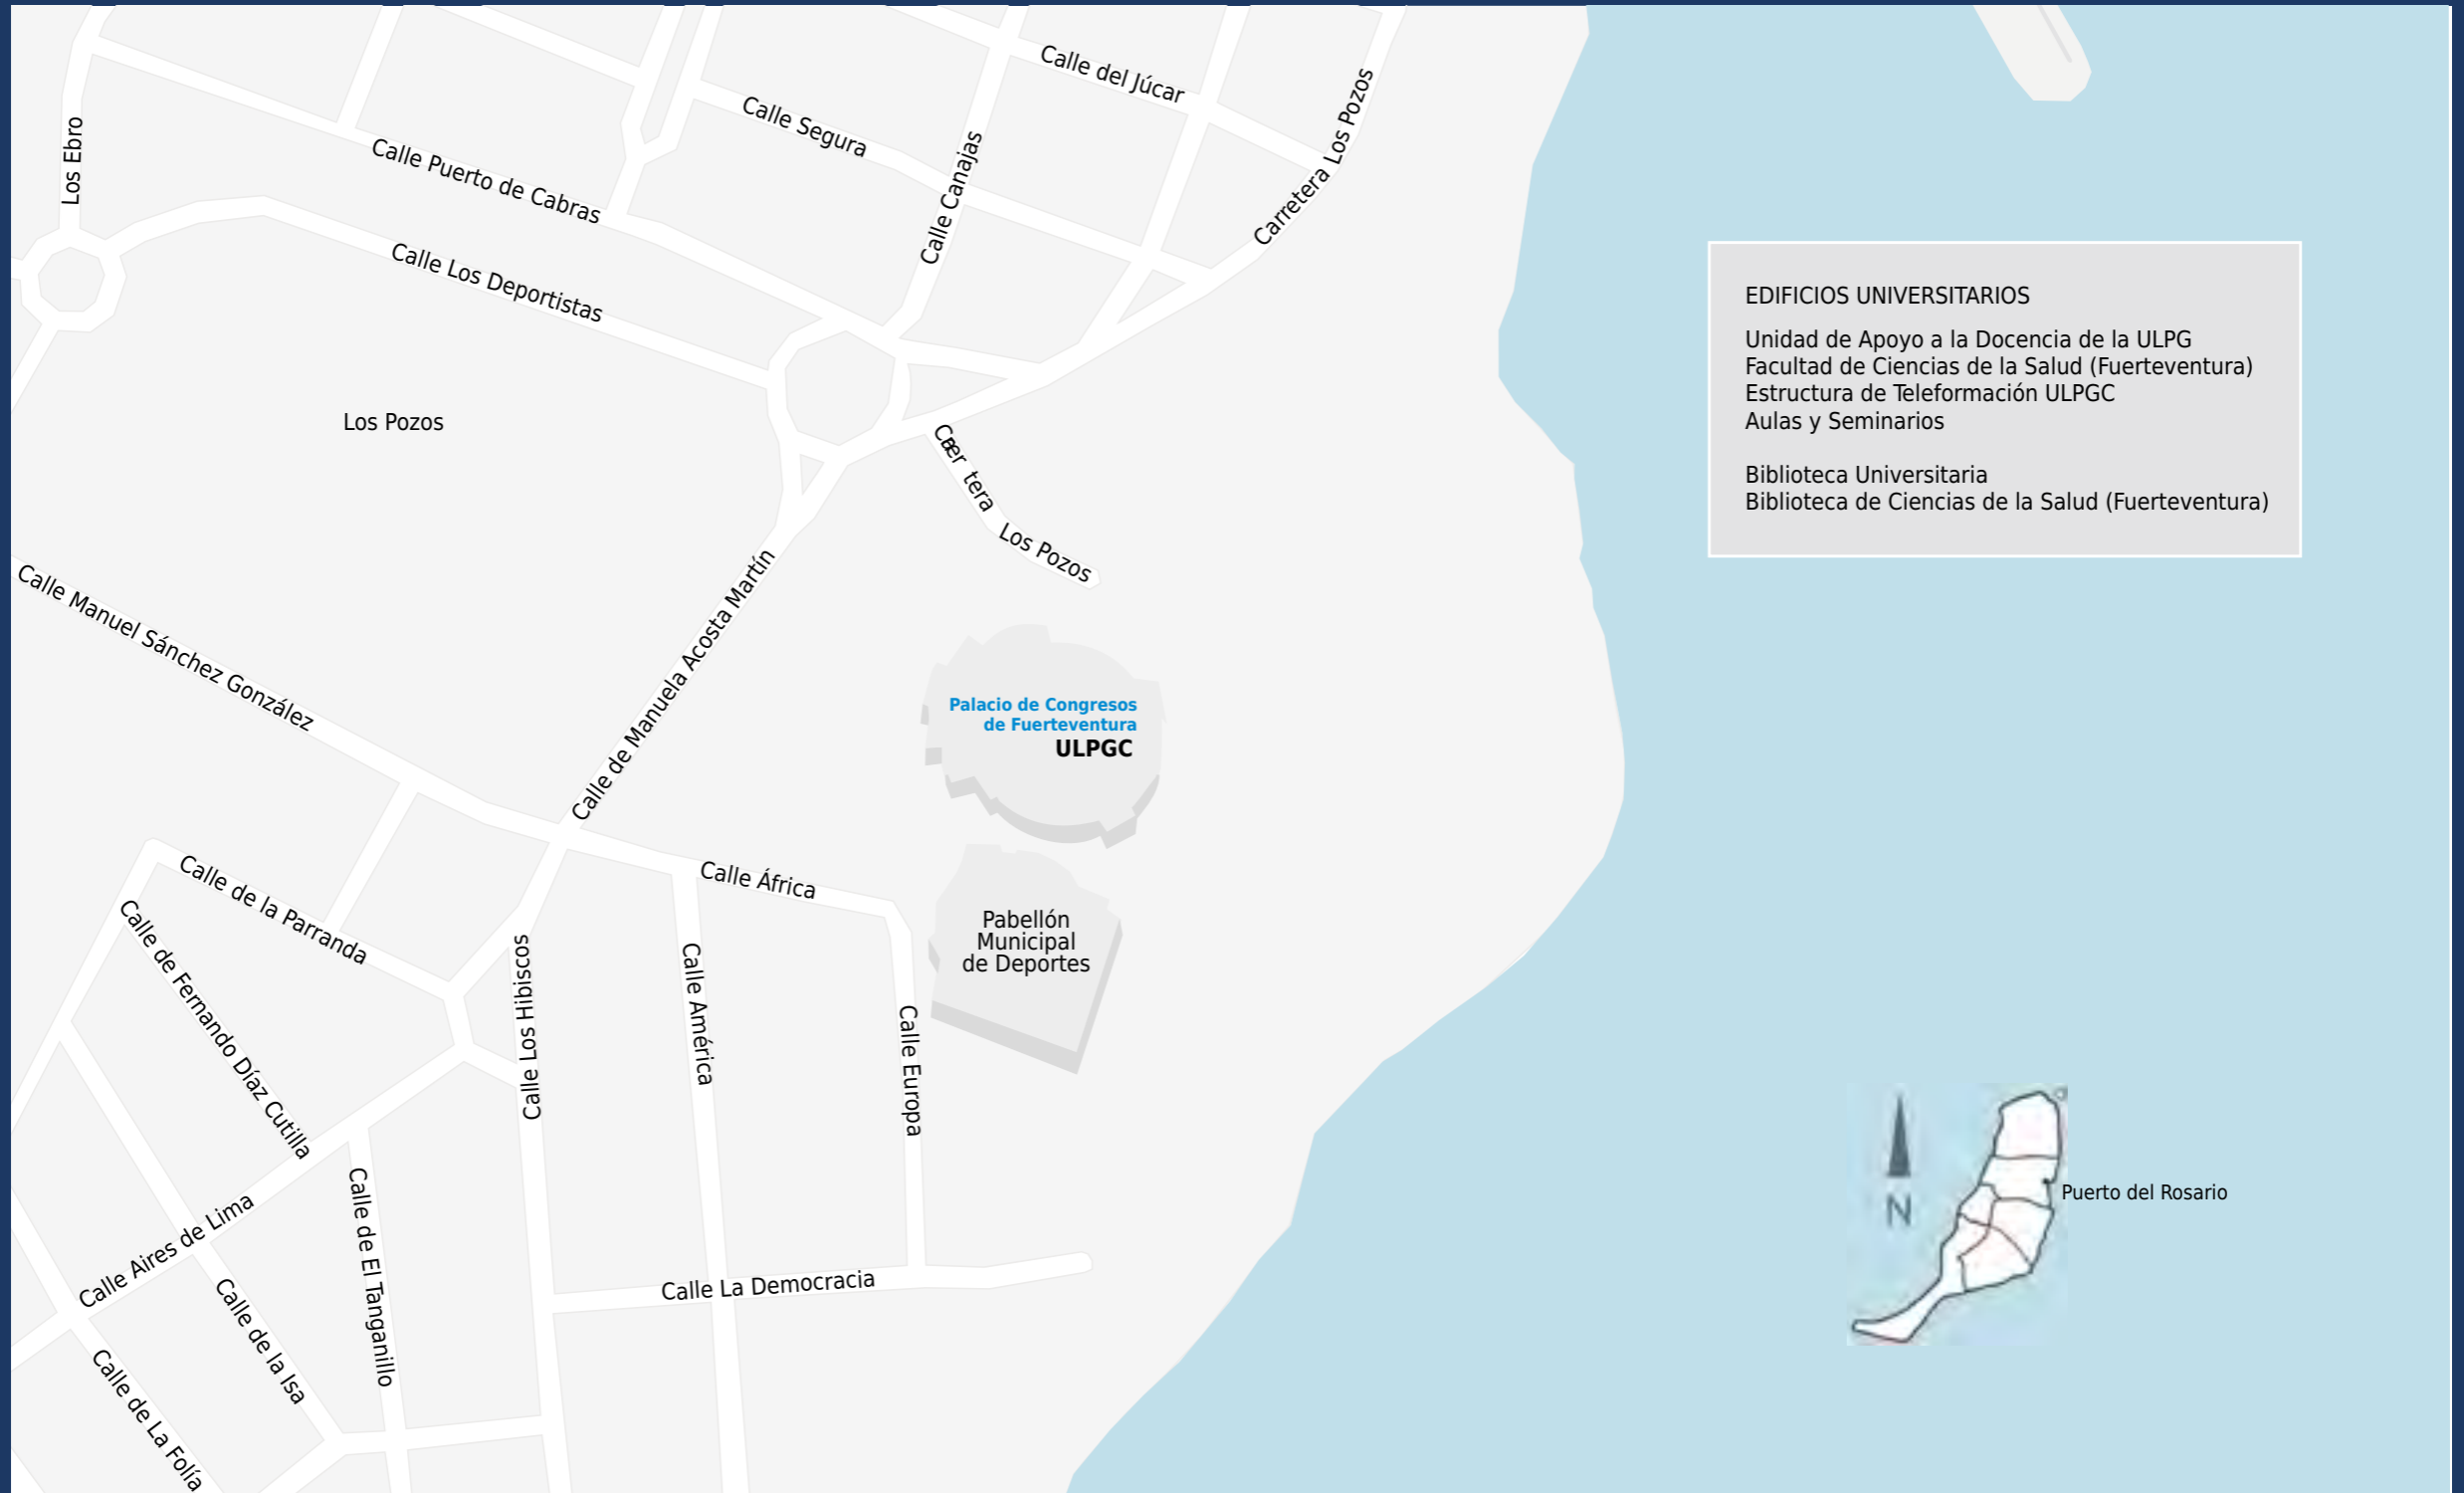 Calle del Júcar
Calle Segura
Los Ebro
Calle Puerto de Cabras
Calle Canajas
Carretera Los Pozos
Calle Los Deportistas
EDIFICIOS UNIVERSITARIOS
Unidad de Apoyo a la Docencia de la ULPG
Facultad de Ciencias de la Salud (Fuerteventura)
Estructura de Teleformación ULPGC
Aulas y Seminarios
Biblioteca Universitaria
Biblioteca de Ciencias de la Salud (Fuerteventura)
Los Pozos
Los Pozos
Calle Manuel Sánchez González
Calle de Manuela Acosta Martín
Palacio de Congresos
de Fuerteventura
ULPGC
Calle África
Calle de la Parranda
Pabellón
Municipal
de Deportes
Calle de Fernando Díaz Cutilla
Calle Los Hibiscos
Calle América
Calle Europa
Calle Aires de Lima
Calle de El Tanganillo
Calle La Democracia
Calle de la Isa
Calle de La Folía
N
Puerto del Rosario